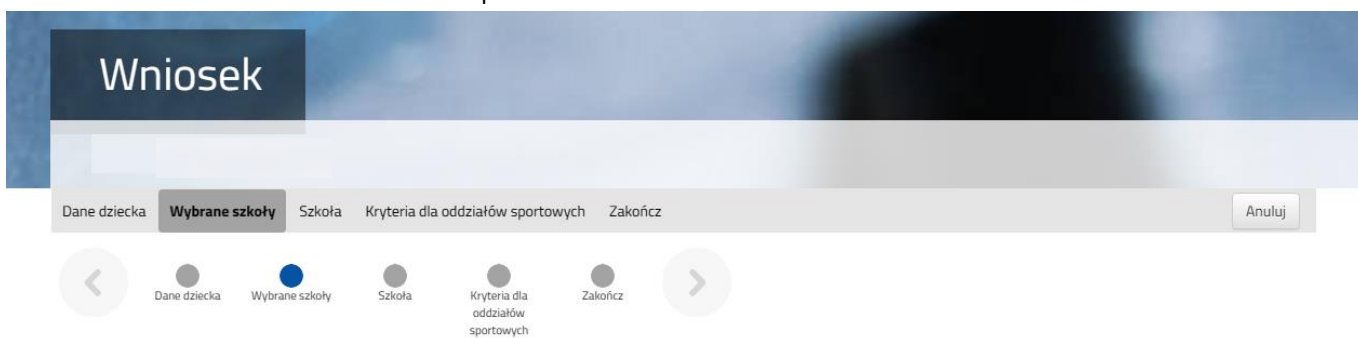 Wniosek
Dane dziecka Wybrane szkoły Szkoła Kryteria dla oddziałów sportowych Zakończ Anuluj
Dane dziecka Wybrane szkoły Szkoła Kryteria dla Zakończ
oddziałów
sportowych